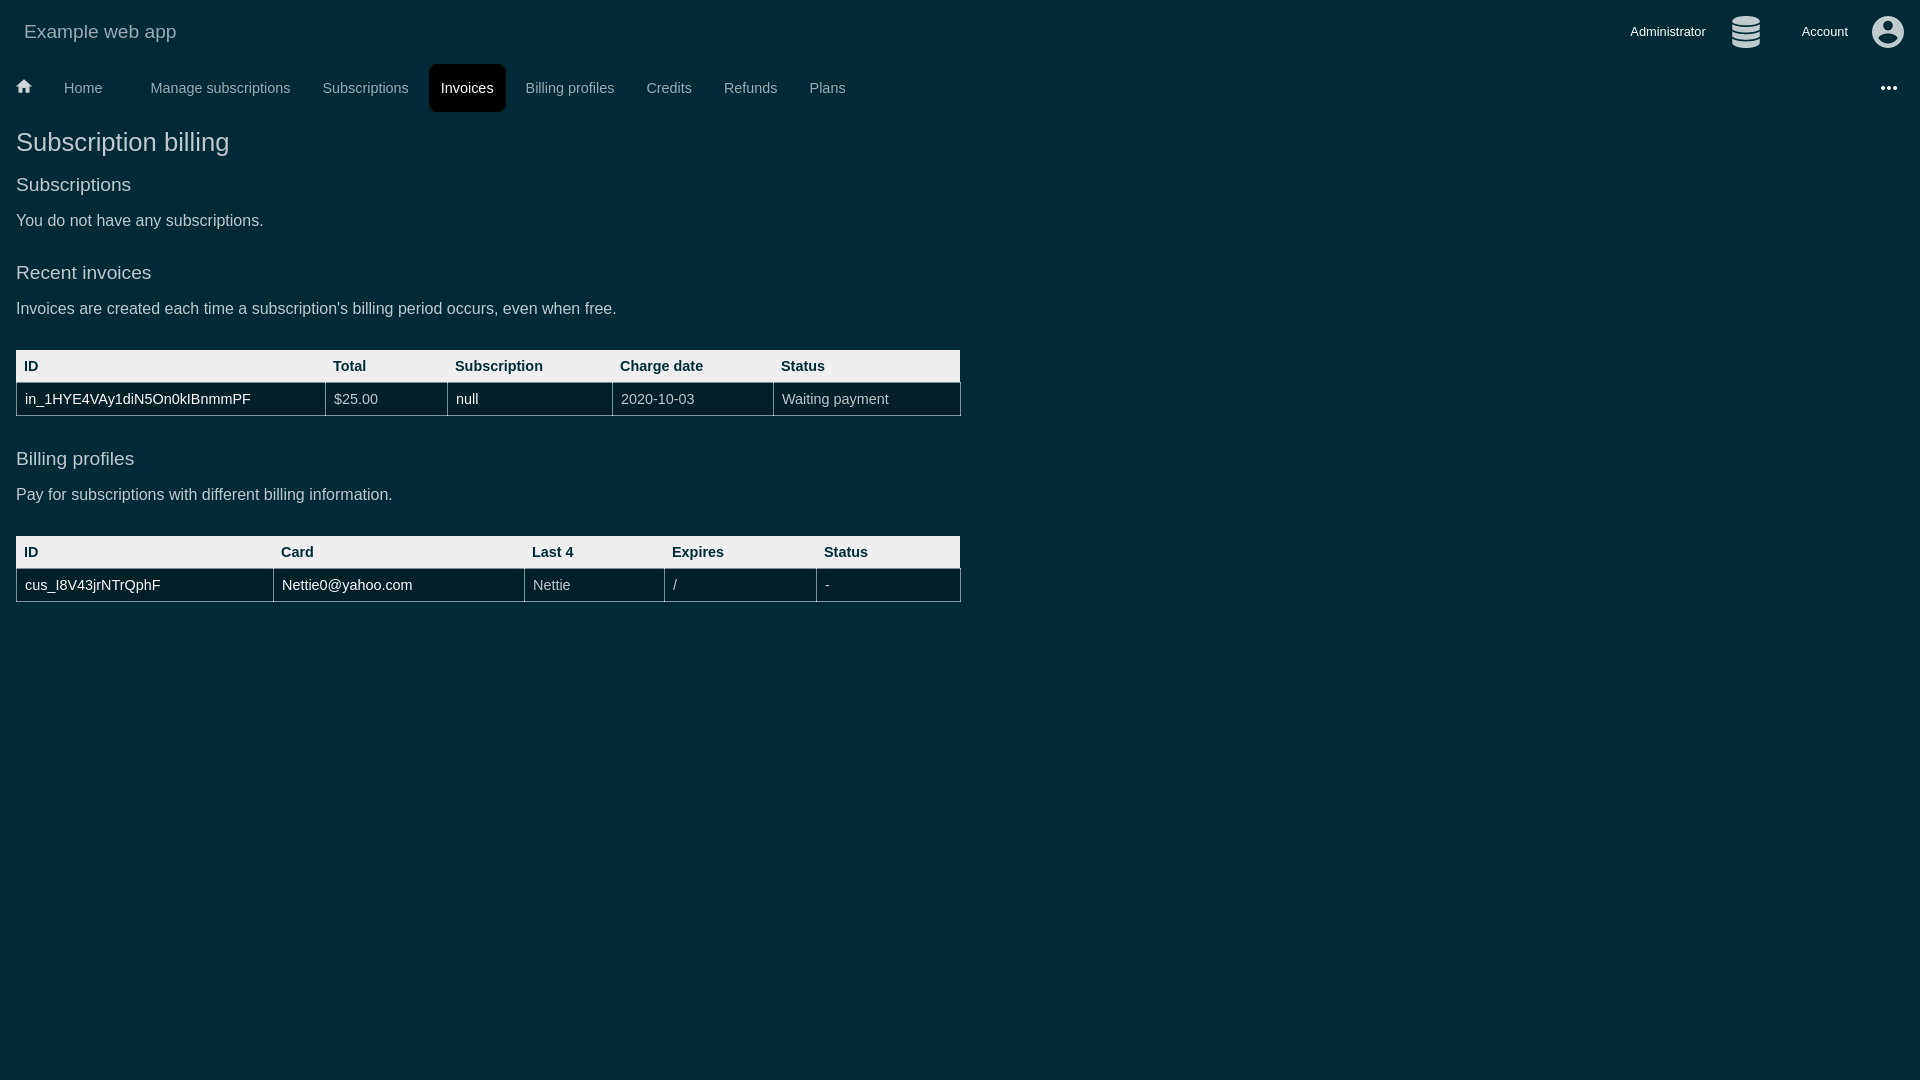 Example web app
Administrator
Account
Home
Manage subscriptions
Subscriptions
Invoices
Billing profiles
Credits
Refunds
Plans
Subscription billing
Subscriptions
You do not have any subscriptions.
Recent invoices
Invoices are created each time a subscription's billing period occurs, even when free.
ID Total Subscription Charge date Status
in_1HYE4VAy1diN5On0kIBnmmPF $25.00 null 2020-10-03 Waiting payment
Billing profiles
Pay for subscriptions with different billing information.
ID Card Last 4 Expires Status
cus_I8V43jrNTrQphF Nettie0@yahoo.com Nettie / -